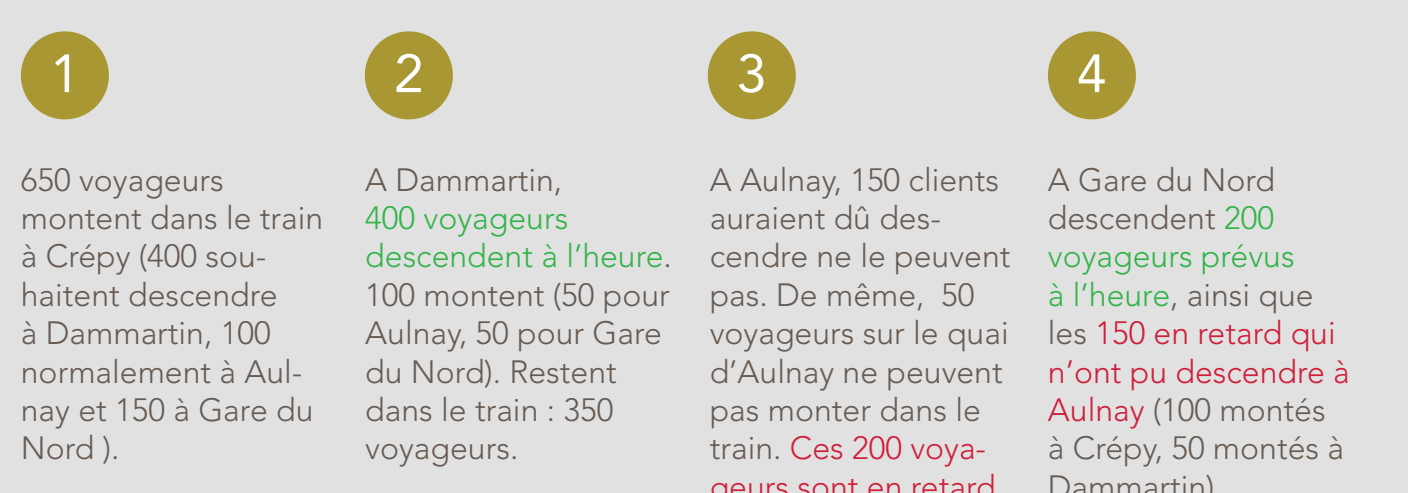 1
650 voyageurs
montent dans le train
à Crépy (400 sou-
haitent descendre
à Dammartin, 100
normalement à Aul-
nay et 150 à Gare du
Nord ).
2
A Dammartin,
400 voyageurs
descendent à l’heure.
100 montent (50 pour
Aulnay, 50 pour Gare
du Nord). Restent
dans le train : 350
voyageurs.
3
A Aulnay, 150 clients
auraient dû des-
cendre ne le peuvent
pas. De même,  50
voyageurs sur le quai
d’Aulnay ne peuvent
pas monter dans le
train. Ces 200 voya-
geurs sont en retard
4
A Gare du Nord
descendent 200
voyageurs prévus
à l’heure, ainsi que
les 150 en retard qui
n’ont pu descendre à
Aulnay (100 montés
à Crépy, 50 montés à
Dammartin)